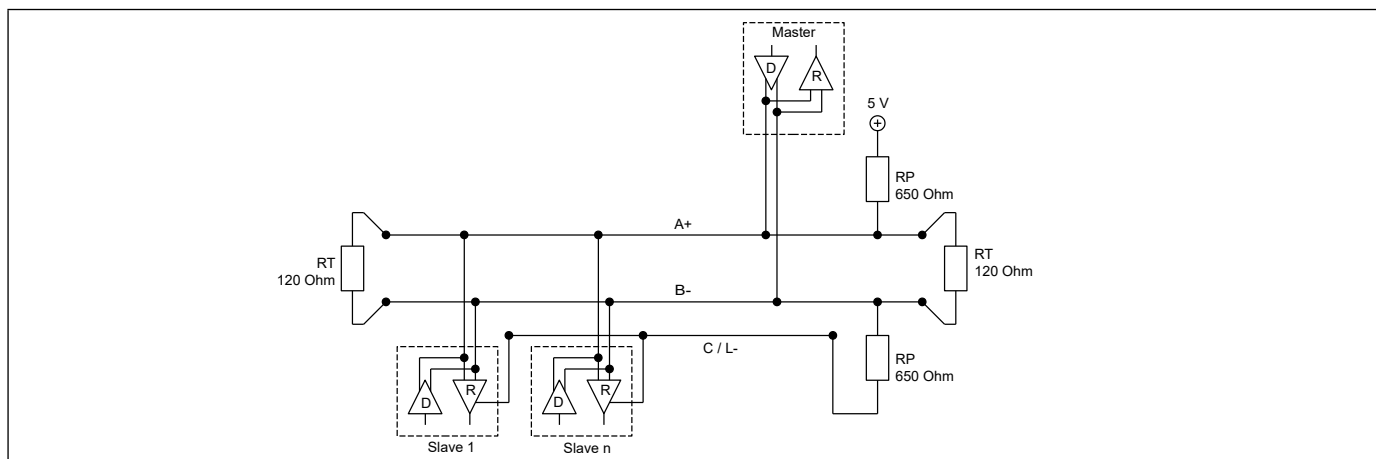 Master
D
R
5 V
RP
650 Ohm
A+
RT
120 Ohm
RT
120 Ohm
B-
C / L-
RP
650 Ohm
D
R
D
R
Slave 1
Slave n